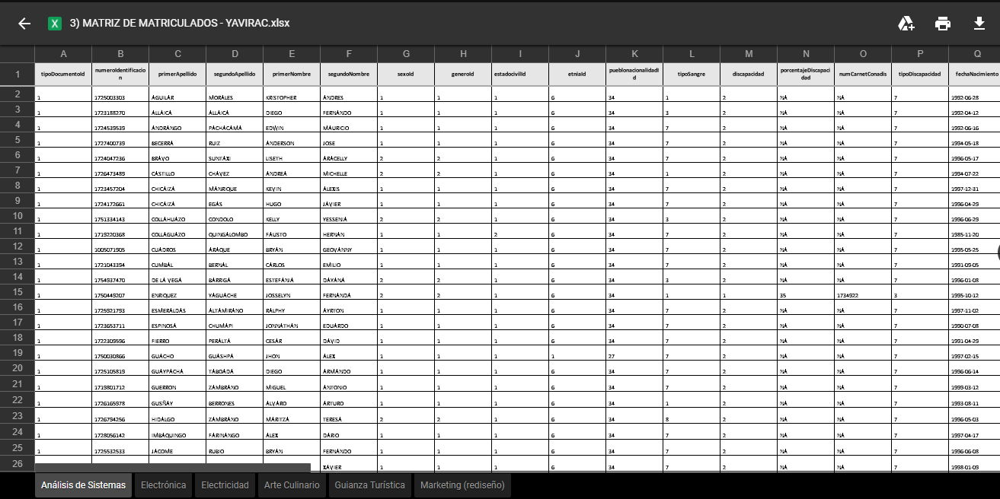 3) MATRIZ DE MATRICULADOS - YAVIRAC.xlsx
A B C D E F G H I J K L M N O P Q
1 tipoDocumentoId numeroIdentificacion primerApellido segundoApellido primerNombre segundoNombre sexoId generoId estadocivilId etniaId pueblonacionalidadId tipoSangre discapacidad porcentajeDiscapacidad numCarnetConadis tipoDiscapacidad fechaNacimiento
2 1 1725003303 AGUILAR MORALES KRISTOPHER ANDRES 1 1 1 6 34 1 2 NA NA 7 1992-06-28
3 1 1723188270 ALLAICA ALLAICA DIEGO FERNANDO 1 1 1 6 34 3 2 NA NA 7 1992-04-12
4 1 1724539539 ANDRANGO PACHACAMA EDWIN MAURICIO 1 1 1 6 34 7 2 NA NA 7 1992-06-16
5 1 1727400739 BECERRA RUIZ ANDERSON JOSE 1 1 1 6 34 7 2 NA NA 7 1994-05-18
6 1 1724047236 BRAVO SUNTAXI LISETH ARACELLY 2 2 1 6 34 7 2 NA NA 7 1996-05-17
7 1 1726473489 CASTILLO CHAVEZ ANDREA MICHELLE 2 2 1 6 34 1 2 NA NA 7 1994-07-22
8 1 1723457204 CHICAIZA MANRIQUE KEVIN ALEXIS 1 1 1 6 34 7 2 NA NA 7 1997-12-31
9 1 1724172661 CHICAIZA EGAS HUGO JAVIER 1 1 1 6 34 7 2 NA NA 7 1996-04-29
10 1 1751334143 COLLAHUAZO CONDOLO KELLY YESSENIA 2 2 1 6 34 3 2 NA NA 7 1996-06-29
11 1 1719220368 COLLAGUAZO QUINGALOMBO FAUSTO HERNAN 1 1 2 6 34 7 2 NA NA 7 1985-11-20
12 1 1005071905 CUADROS ARAQUE BRYAN GEOVANNY 1 1 1 6 34 7 2 NA NA 7 1995-05-25
13 1 1721043394 CUMBAL BERNAL CARLOS EMILIO 1 1 1 6 34 7 2 NA NA 7 1991-09-05
14 1 1754937470 DE LA VEGA BARRIGA ESTEFANIA DAYANA 2 2 1 6 34 3 2 NA NA 7 1996-01-08
15 1 1750449207 ENRIQUEZ YAGUACHE JOSSELYN FERNANDA 2 2 1 6 34 1 1 35 1734922 3 1995-10-12
16 1 1725921793 ESMERALDAS ALTAMIRANO RALPHY AYRTON 1 1 1 6 34 7 2 NA NA 7 1997-11-02
17 1 1723653711 ESPINOSA CHUMAPI JONNATHAN EDUARDO 1 1 1 6 34 7 2 NA NA 7 1990-07-08
18 1 1722309596 FIERRO PERALTA CESAR DAVID 1 1 1 6 34 7 2 NA NA 7 1991-04-29
19 1 1750030866 GUACHO GUASHPA JHON ALEX 1 1 1 1 27 7 2 NA NA 7 1997-02-15
20 1 1725105819 GUAYPACHA TABOADA DIEGO ARMANDO 1 1 1 6 34 7 2 NA NA 7 1996-06-14
21 1 1719801712 GUERRON ZAMBRANO MIGUEL ANTONIO 1 1 1 6 34 7 2 NA NA 7 1999-03-12
22 1 1726165978 GUSÑAY BERRONES ALVARO ARTURO 1 1 1 6 34 1 2 NA NA 7 1993-08-11
23 1 1726794256 HIDALGO ZAMBRANO MARITZA TERESA 2 2 1 6 34 8 2 NA NA 7 1996-05-03
24 1 1728056142 IMBAQUINGO FARINANGO ALEX DARIO 1 1 1 6 34 7 2 NA NA 7 1997-04-17
25 1 1725532533 JACOME RUBIO BRYAN FERNANDO 1 1 1 6 34 7 2 NA NA 7 1996-06-08
26 XAVIER 1 1 1 6 34 7 2 NA NA 7 1998-01-09
Análisis de Sistemas Electrónica Electricidad Arte Culinario Guianza Turística Marketing (rediseño)